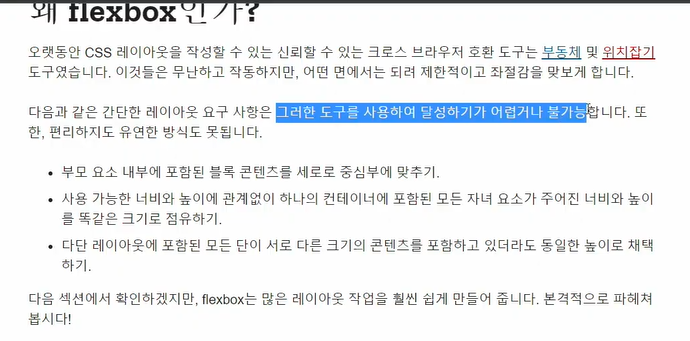 왜 flexbox인가?
오랫동안 CSS 레이아웃을 작성할 수 있는 신뢰할 수 있는 크로스 브라우저 호환 도구는 부동체 및 위치잡기
도구였습니다. 이것들은 무난하고 작동하지만, 어떤 면에서는 되려 제한적이고 좌절감을 맛보게 합니다.
다음과 같은 간단한 레이아웃 요구 사항은 그러한 도구를 사용하여 달성하기가 어렵거나 불가능합니다. 또
한, 편리하지도 유연한 방식도 못됩니다.
• 부모 요소 내부에 포함된 블록 콘텐츠를 세로로 중심부에 맞추기.
• 사용 가능한 너비와 높이에 관계없이 하나의 컨테이너에 포함된 모든 자녀 요소가 주어진 너비와 높이
를 똑같은 크기로 점유하기.
• 다단 레이아웃에 포함된 모든 단이 서로 다른 크기의 콘텐츠를 포함하고 있더라도 동일한 높이로 채택
하기.
다음 섹션에서 확인하겠지만, flexbox는 많은 레이아웃 작업을 훨씬 쉽게 만들어 줍니다. 본격적으로 파헤쳐
봅시다!